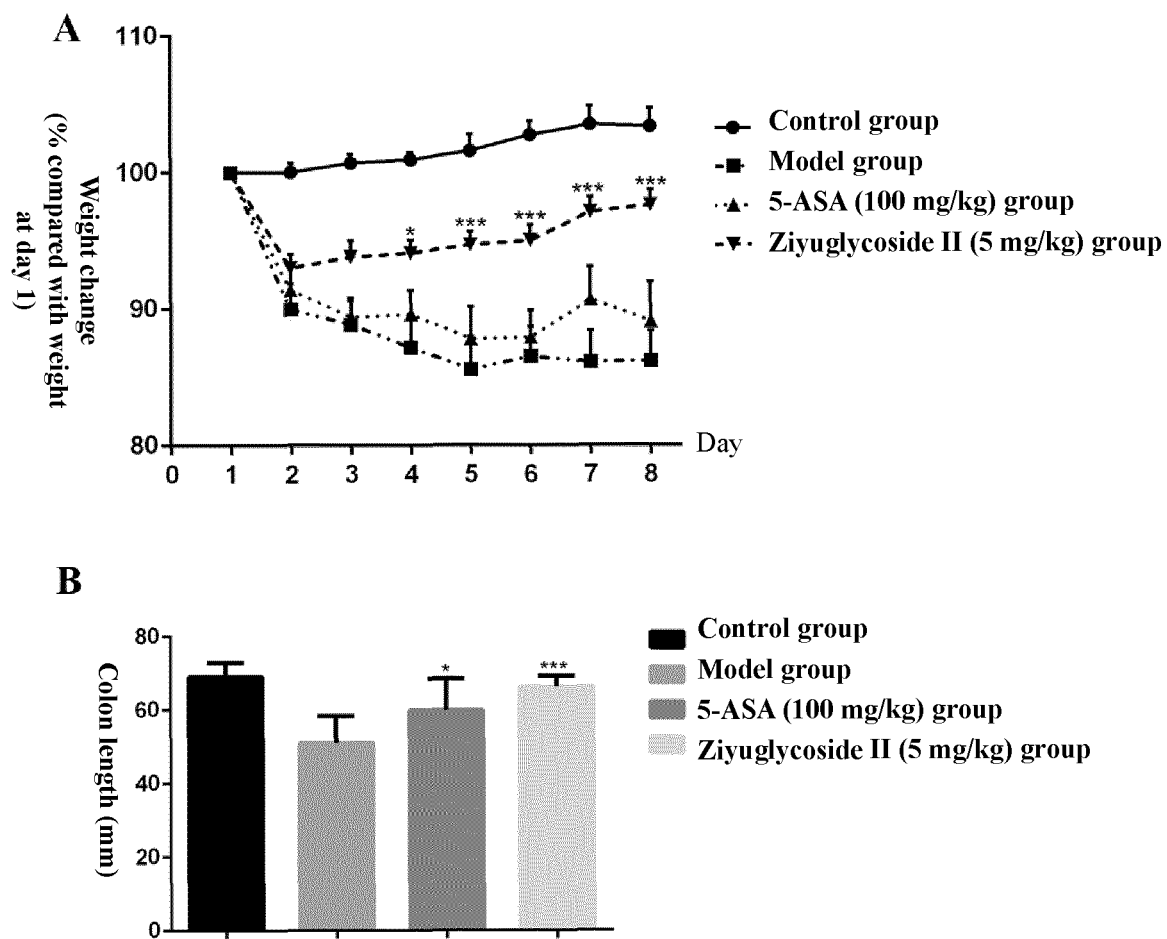 A
110
100
90
80
Weight change
(% compared with weight
at day 1)
*
***
***
***
***
0 1 2 3 4 5 6 7 8
Day
Control group
Model group
5-ASA (100 mg/kg) group
Ziyuglycoside II (5 mg/kg) group
B
80
60
40
20
0
Colon length (mm)
*
***
Control group
Model group
5-ASA (100 mg/kg) group
Ziyuglycoside II (5 mg/kg) group